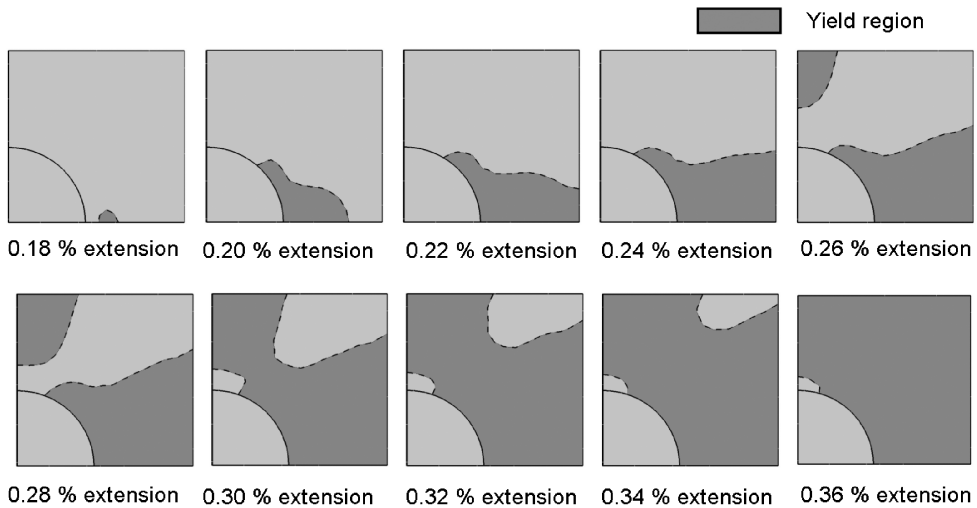 Yield region
0.18 % extension
0.20 % extension
0.22 % extension
0.24 % extension
0.26 % extension
0.28 % extension
0.30 % extension
0.32 % extension
0.34 % extension
0.36 % extension